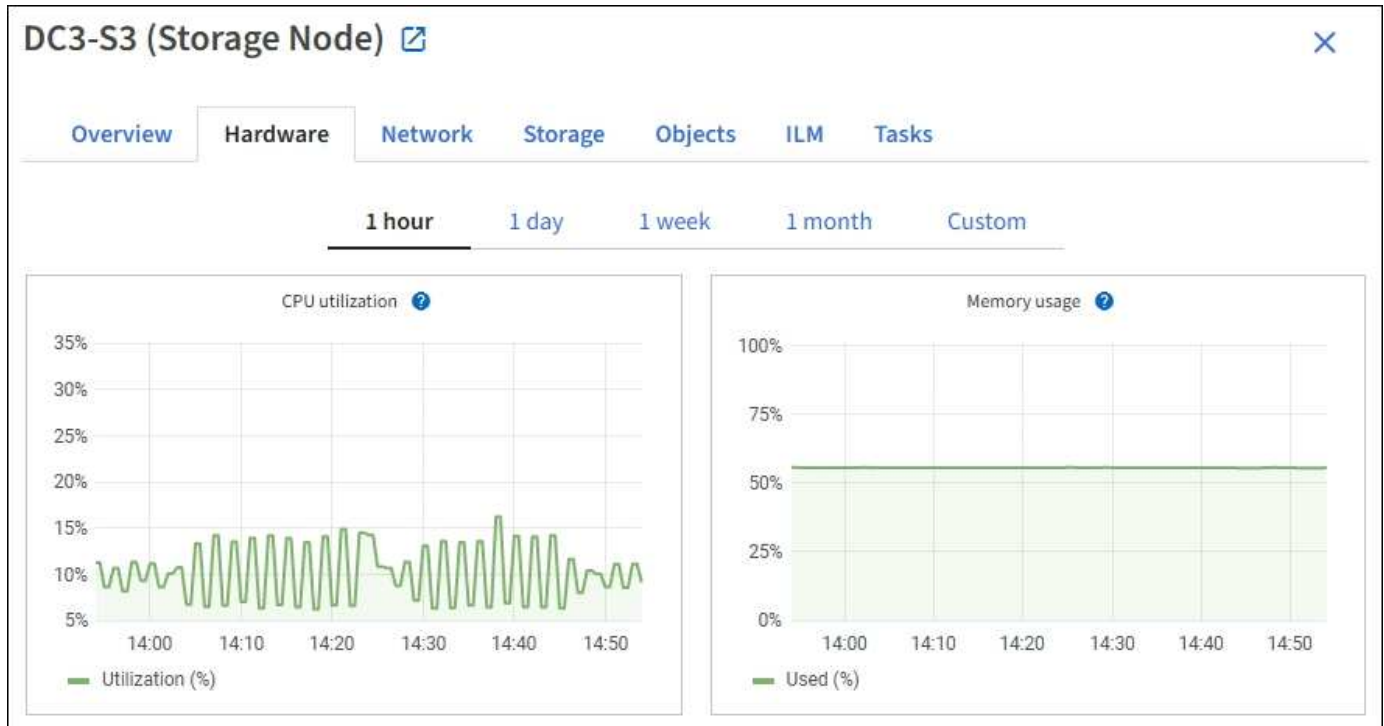 DC3-S3 (Storage Node)
Overview Hardware Network Storage Objects ILM Tasks
1 hour 1 day 1 week 1 month Custom
CPU utilization ?
35%
30%
25%
20%
15%
10%
5%
14:00 14:10 14:20 14:30 14:40 14:50
Utilization (%)
Memory usage ?
100%
75%
50%
25%
0%
14:00 14:10 14:20 14:30 14:40 14:50
Used (%)